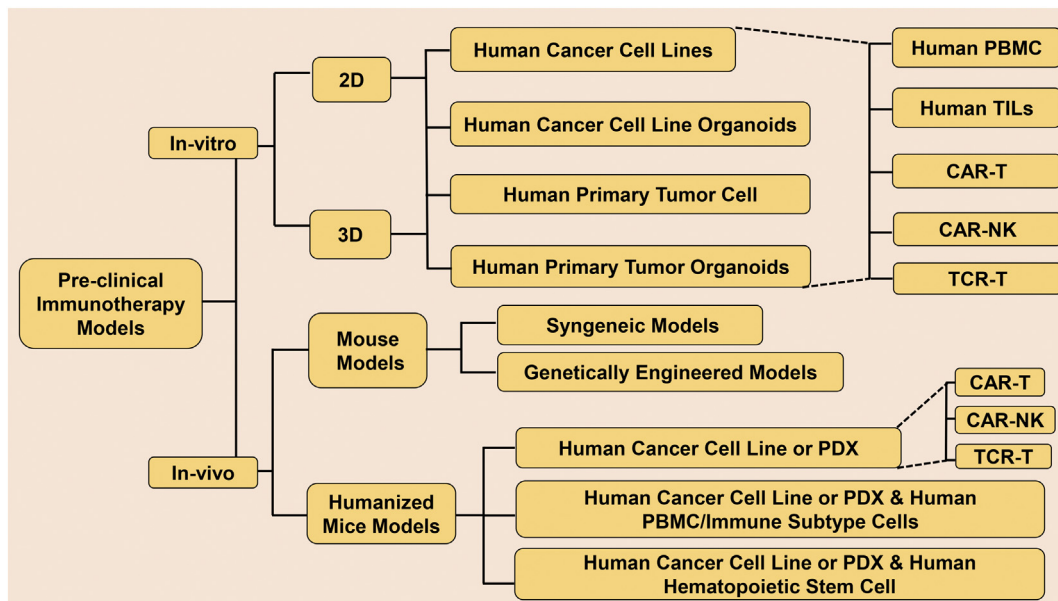 Pre-clinical
Immunotherapy
Models
In-vitro
2D
3D
Human Cancer Cell Lines
Human Cancer Cell Line Organoids
Human Primary Tumor Cell
Human Primary Tumor Organoids
Human PBMC
Human TILs
CAR-T
CAR-NK
TCR-T
In-vivo
Mouse
Models
Syngeneic Models
Genetically Engineered Models
Humanized
Mice Models
Human Cancer Cell Line or PDX
CAR-T
CAR-NK
TCR-T
Human Cancer Cell Line or PDX & Human
PBMC/Immune Subtype Cells
Human Cancer Cell Line or PDX & Human
Hematopoietic Stem Cell